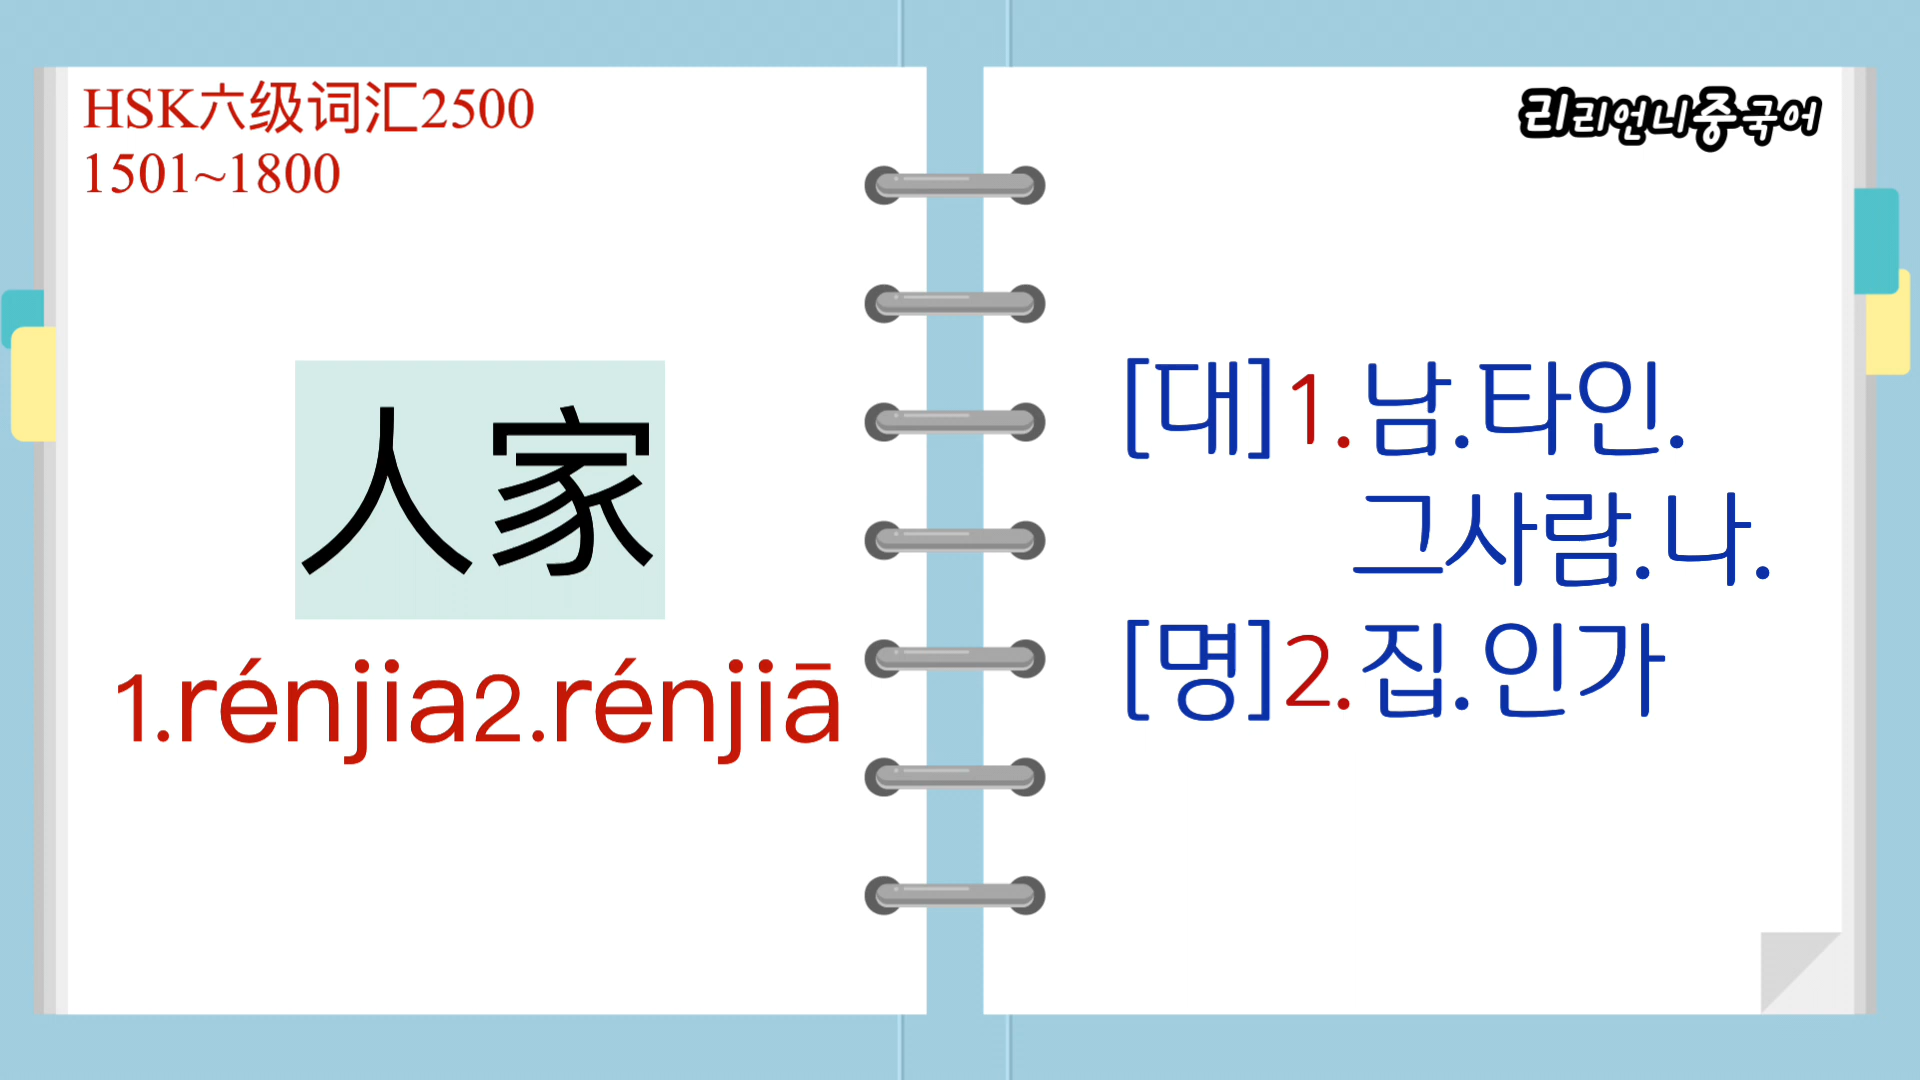 HSK六级词汇2500
1501~1800
人家
1.rénjia2.rénjiā
리리언니중국어
[대]1.남.타인.
그사람.나.
[명]2.집.인가